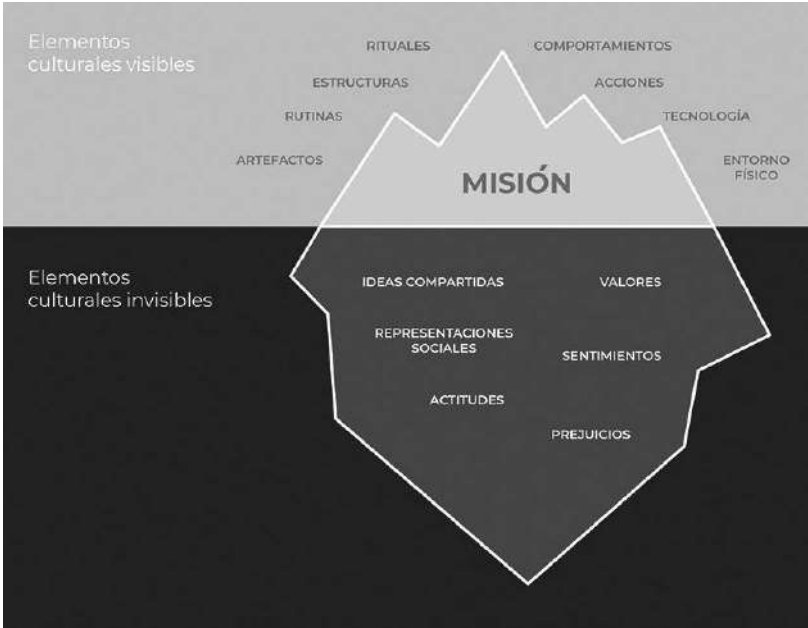 Elementos
culturales visibles
RITUALES
COMPORTAMIENTOS
ESTRUCTURAS
ACCIONES
RUTINAS
TECNOLOGÍA
ARTEFACTOS
ENTORNO
FÍSICO
MISIÓN
Elementos
culturales invisibles
IDEAS COMPARTIDAS
VALORES
REPRESENTACIONES
SOCIALES
SENTIMIENTOS
ACTITUDES
PREJUICIOS